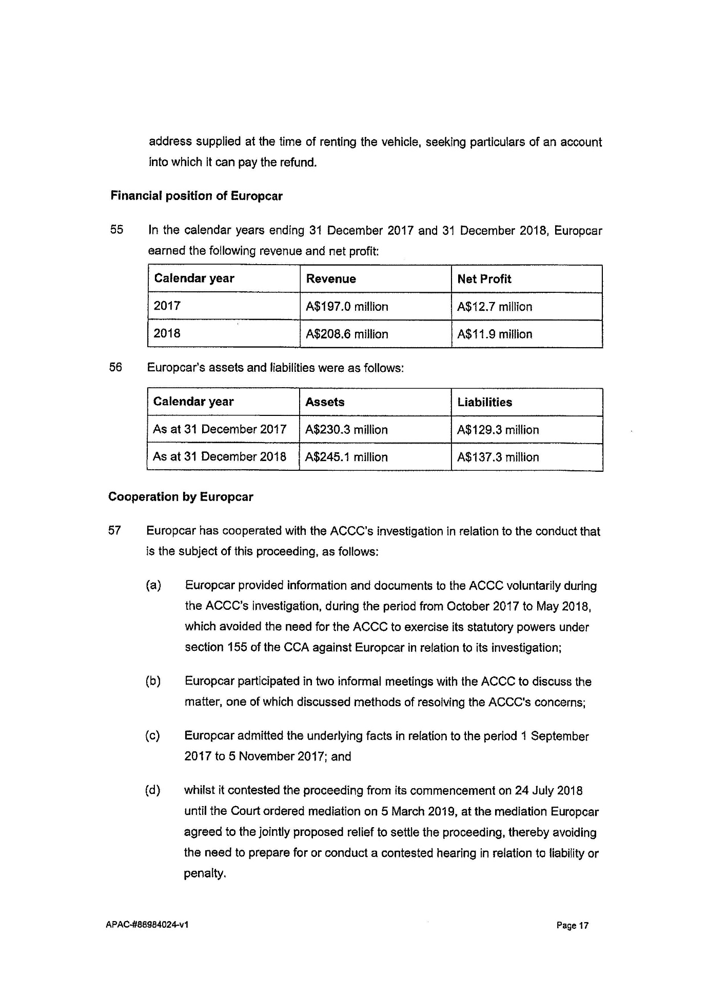 address supplied at the time of renting the vehicle, seeking particulars of an account
into which it can pay the refund.
Financial position of Europcar
55 In the calendar years ending 31 December 2017 and 31 December 2018, Europcar
earned the following revenue and net profit:
Calendar year Revenue Net Profit
2017 A$197.0 million A$12.7 million
2018 A$208.6 million A$11.9 million
56 Europcar's assets and liabilities were as follows:
Calendar year Assets Liabilities
As at 31 December 2017 A$230.3 million A$129.3 million
As at 31 December 2018 A$245.1 million A$137.3 million
Cooperation by Europcar
57 Europcar has cooperated with the ACCC's investigation in relation to the conduct that
is the subject of this proceeding, as follows:
(a) Europcar provided information and documents to the ACCC voluntarily during
the ACCC's investigation, during the period from October 2017 to May 2018,
which avoided the need for the ACCC to exercise its statutory powers under
section 155 of the CCA against Europcar in relation to its investigation;
(b) Europcar participated in two informal meetings with the ACCC to discuss the
matter, one of which discussed methods of resolving the ACCC's concerns;
(c) Europcar admitted the underlying facts in relation to the period 1 September
2017 to 5 November 2017; and
(d) whilst it contested the proceeding from its commencement on 24 July 2018
until the Court ordered mediation on 5 March 2019, at the mediation Europcar
agreed to the jointly proposed relief to settle the proceeding, thereby avoiding
the need to prepare for or conduct a contested hearing in relation to liability or
penalty.
APAC-#86984024-v1 Page 17